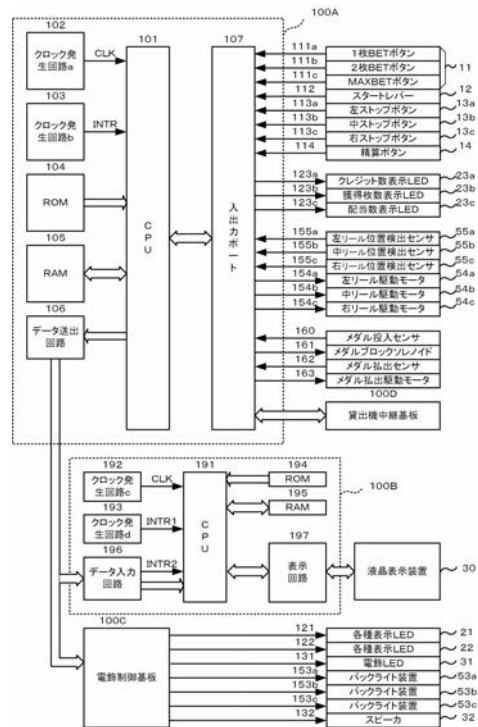 100A
102
クロック発生回路a
CLK
101
CPU
107
入出力ポート
103
クロック発生回路b
INTR
104
ROM
105
RAM
106
データ送出回路
111a
1枚BETボタン
111b
2枚BETボタン
111c
MAXBETボタン
11
112
スタートレバー
12
113a
左ストップボタン
13a
113b
中ストップボタン
13b
113c
右ストップボタン
13c
114
精算ボタン
14
123a
クレジット数表示LED
23a
123b
獲得枚数表示LED
23b
123c
配当数表示LED
23c
155a
左リール位置検出センサ
55a
155b
中リール位置検出センサ
55b
155c
右リール位置検出センサ
55c
154a
左リール駆動モータ
54a
154b
中リール駆動モータ
54b
154c
右リール駆動モータ
54c
160
メダル投入センサ
161
メダルブロックソレノイド
162
メダル払出センサ
163
メダル払出駆動モータ
100D
貸出機中継基板
100B
192
クロック発生回路c
CLK
191
CPU
194
ROM
195
RAM
193
クロック発生回路d
INTR1
196
データ入力回路
INTR2
197
表示回路
液晶表示装置
30
100C
電飾制御基板
121
各種表示LED
21
122
各種表示LED
22
131
電飾LED
31
153a
バックライト装置
53a
153b
バックライト装置
53b
153c
バックライト装置
53c
132
スピーカ
32